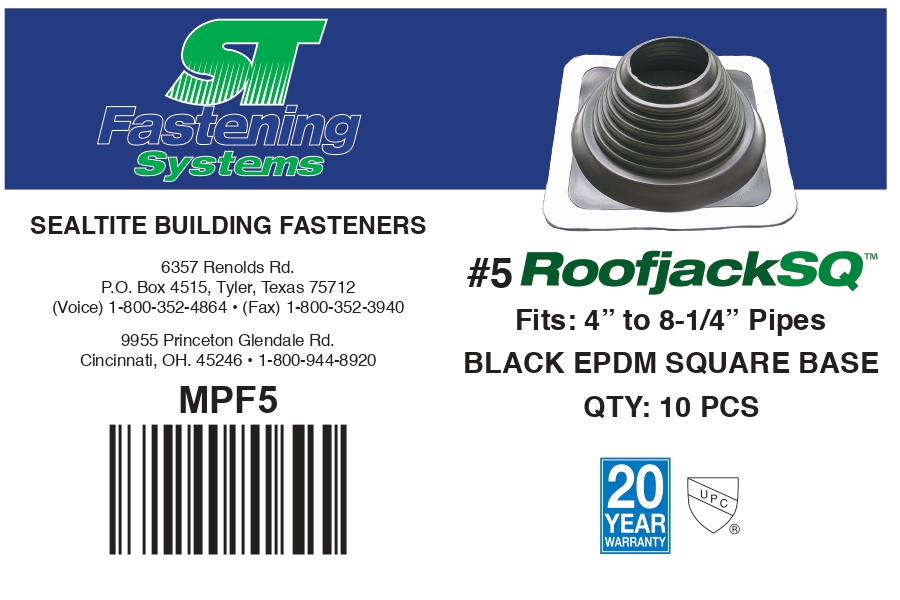 ST
Fastening
Systems
SEALTITE BUILDING FASTENERS
6357 Renolds Rd.
P.O. Box 4515, Tyler, Texas 75712
(Voice) 1-800-352-4864 • (Fax) 1-800-352-3940
9955 Princeton Glendale Rd.
Cincinnati, OH. 45246 • 1-800-944-8920
MPF5
#5 RoofjackSQ™
Fits: 4” to 8-1/4” Pipes
BLACK EPDM SQUARE BASE
QTY: 10 PCS
20
YEAR
WARRANTY
UPC
®